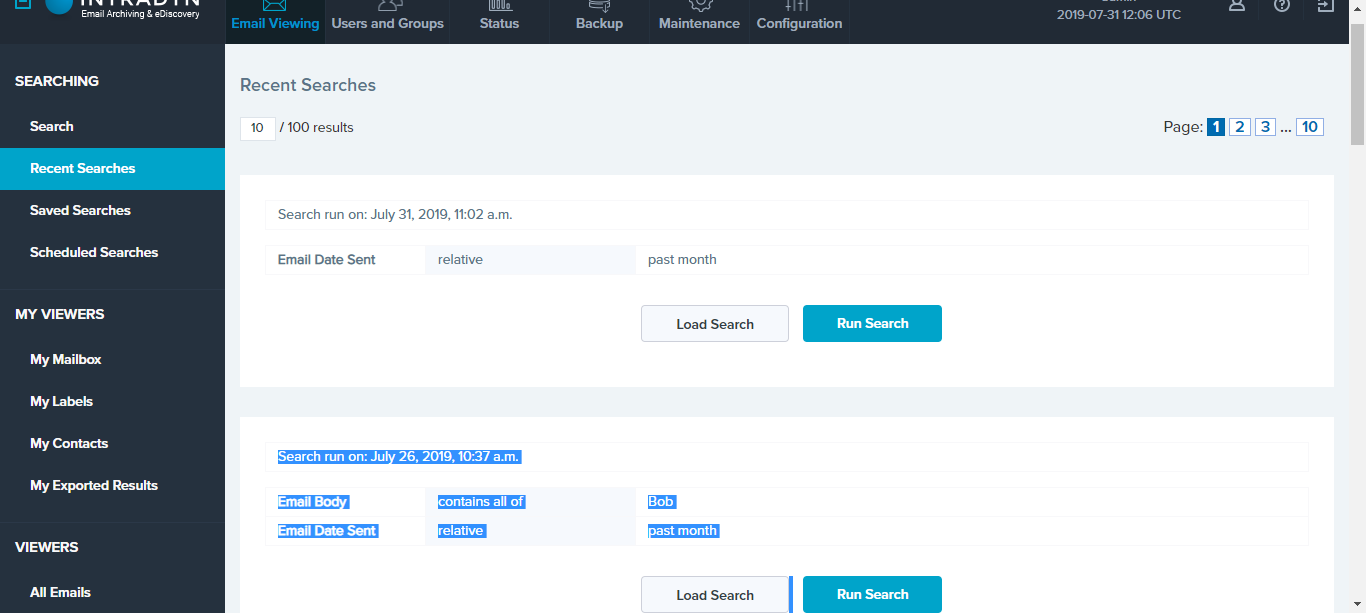 INTRADYN
Email Archiving & eDiscovery
Email Viewing
Users and Groups
Status
Backup
Maintenance
Configuration
2019-07-31 12:06 UTC
SEARCHING
Search
Recent Searches
Saved Searches
Scheduled Searches
MY VIEWERS
My Mailbox
My Labels
My Contacts
My Exported Results
VIEWERS
All Emails
Recent Searches
10 / 100 results
Page: 1 2 3 ... 10
Search run on: July 31, 2019, 11:02 a.m.
Email Date Sent relative past month
Load Search Run Search
Search run on: July 26, 2019, 10:37 a.m.
Email Body contains all of Bob
Email Date Sent relative past month
Load Search Run Search